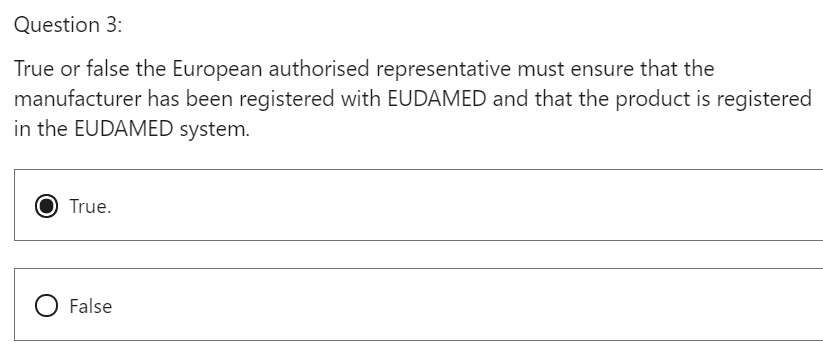 Question 3:
True or false the European authorised representative must ensure that the
manufacturer has been registered with EUDAMED and that the product is registered
in the EUDAMED system.
True.
False